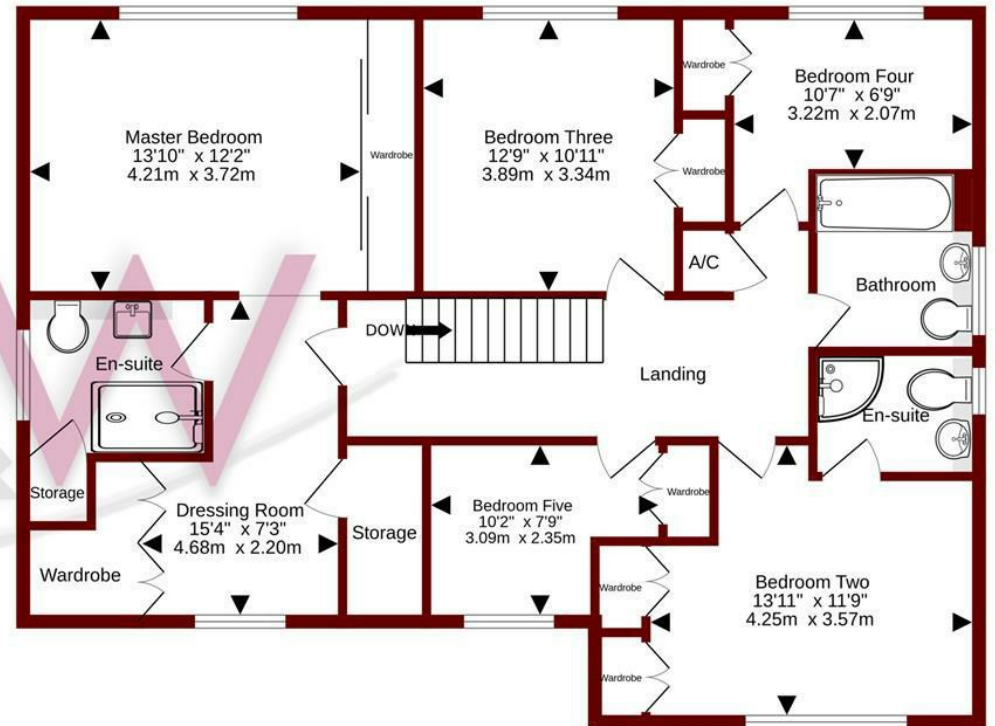 Master Bedroom
13'10" x 12'2"
4.21m x 3.72m
Wardrobe
Bedroom Three
12'9" x 10'11"
3.89m x 3.34m
Wardrobe
Wardrobe
Bedroom Four
10'7" x 6'9"
3.22m x 2.07m
A/C
Bathroom
DOWN
Landing
En-suite
En-suite
Storage
Wardrobe
Dressing Room
15'4" x 7'3"
4.68m x 2.20m
Storage
Bedroom Five
10'2" x 7'9"
3.09m x 2.35m
Wardrobe
Wardrobe
Wardrobe
Bedroom Two
13'11" x 11'9"
4.25m x 3.57m
W